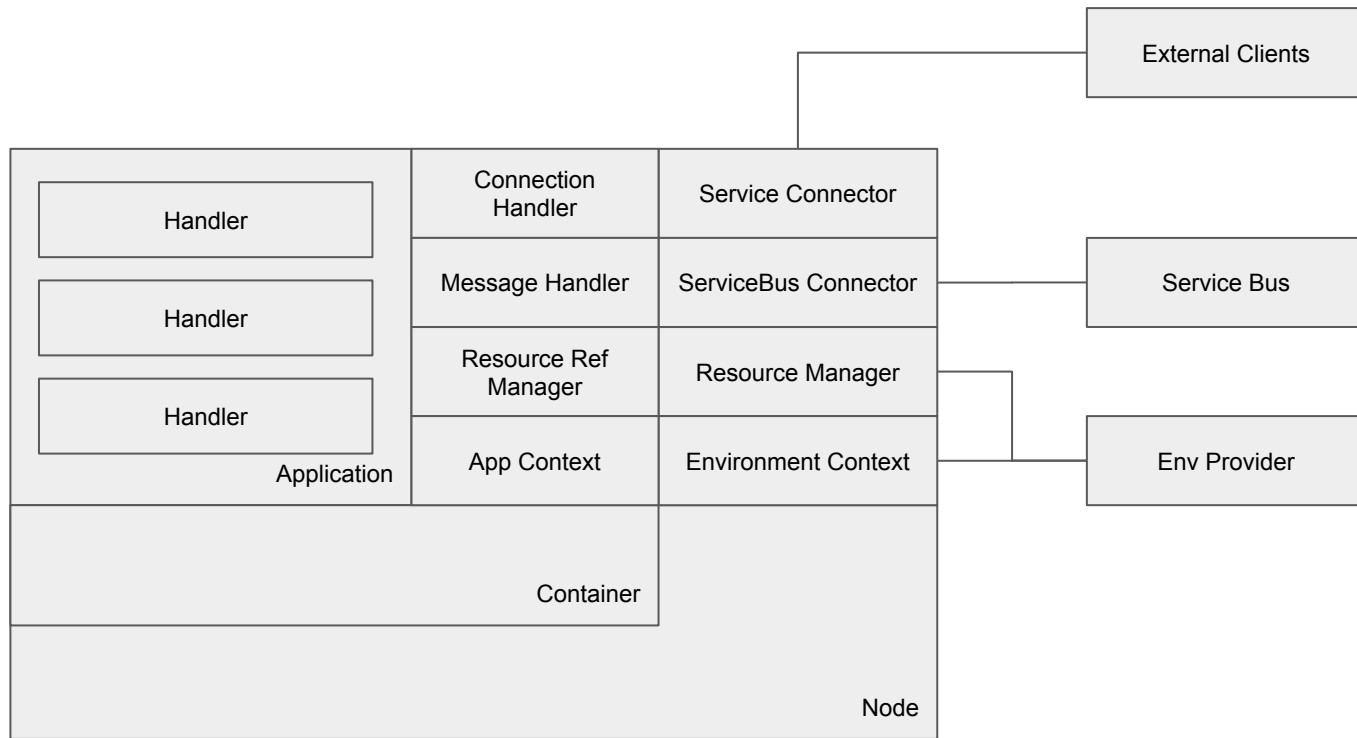 External Clients
Connection
Handler
Service Connector
Handler
Message Handler
ServiceBus Connector
Service Bus
Handler
Resource Ref
Manager
Resource Manager
Handler
App Context
Environment Context
Env Provider
Application
Container
Node